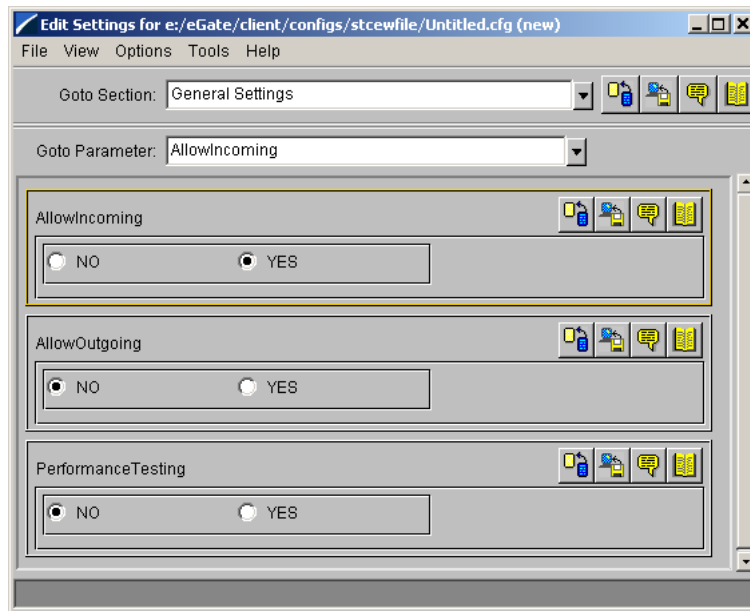 Edit Settings for e:/eGate/client/configs/stcewfile/Untitled.cfg (new)
File View Options Tools Help
Goto Section: General Settings
Goto Parameter: AllowIncoming
AllowIncoming
NO YES
AllowOutgoing
NO YES
PerformanceTesting
NO YES